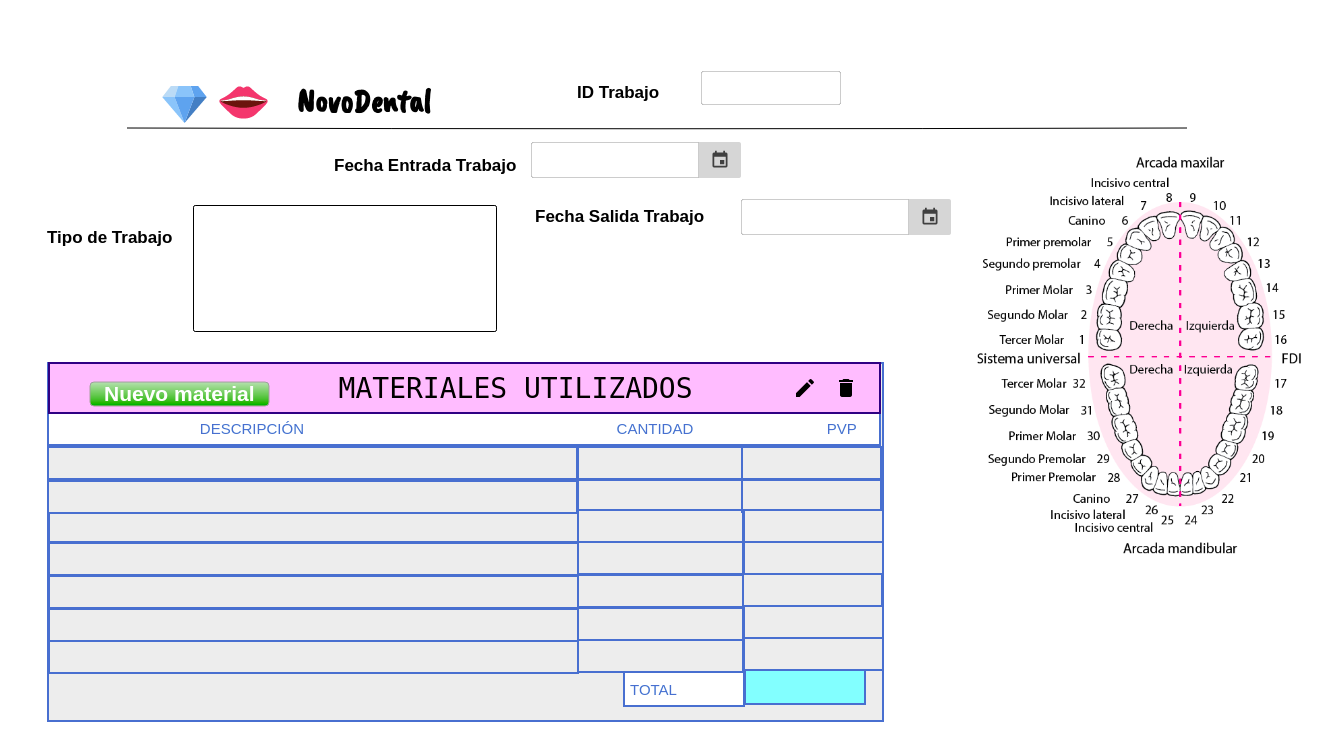 NovoDental
ID Trabajo
Fecha Entrada Trabajo
Fecha Salida Trabajo
Tipo de Trabajo
Arcada maxilar
Incisivo central 8 9
Incisivo lateral 7 10
Canino 6 11
Primer premolar 5 12
Segundo premolar 4 13
Primer Molar 3 14
Segundo Molar 2 15
Derecha Izquierda
Tercer Molar 1 16
Sistema universal FDI
Derecha Izquierda
Tercer Molar 32 17
Segundo Molar 31 18
Primer Molar 30 19
Segundo Premolar 29 20
Primer Premolar 28 21
Canino 27 22
Incisivo lateral 26 23
Incisivo central 25 24
Arcada mandibular
Nuevo material MATERIALES UTILIZADOS
DESCRIPCIÓN CANTIDAD PVP
TOTAL